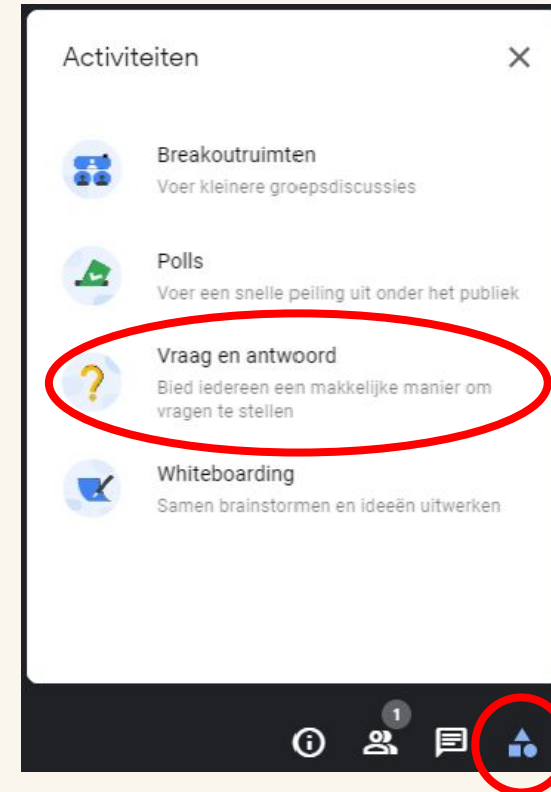 Activiteiten
Breakoutruimten
Voer kleinere groepsdiscussies
Polls
Voer een snelle peiling uit onder het publiek
Vraag en antwoord
Bied iedereen een makkelijke manier om
vragen te stellen
Whiteboarding
Samen brainstormen en ideeën uitwerken
1